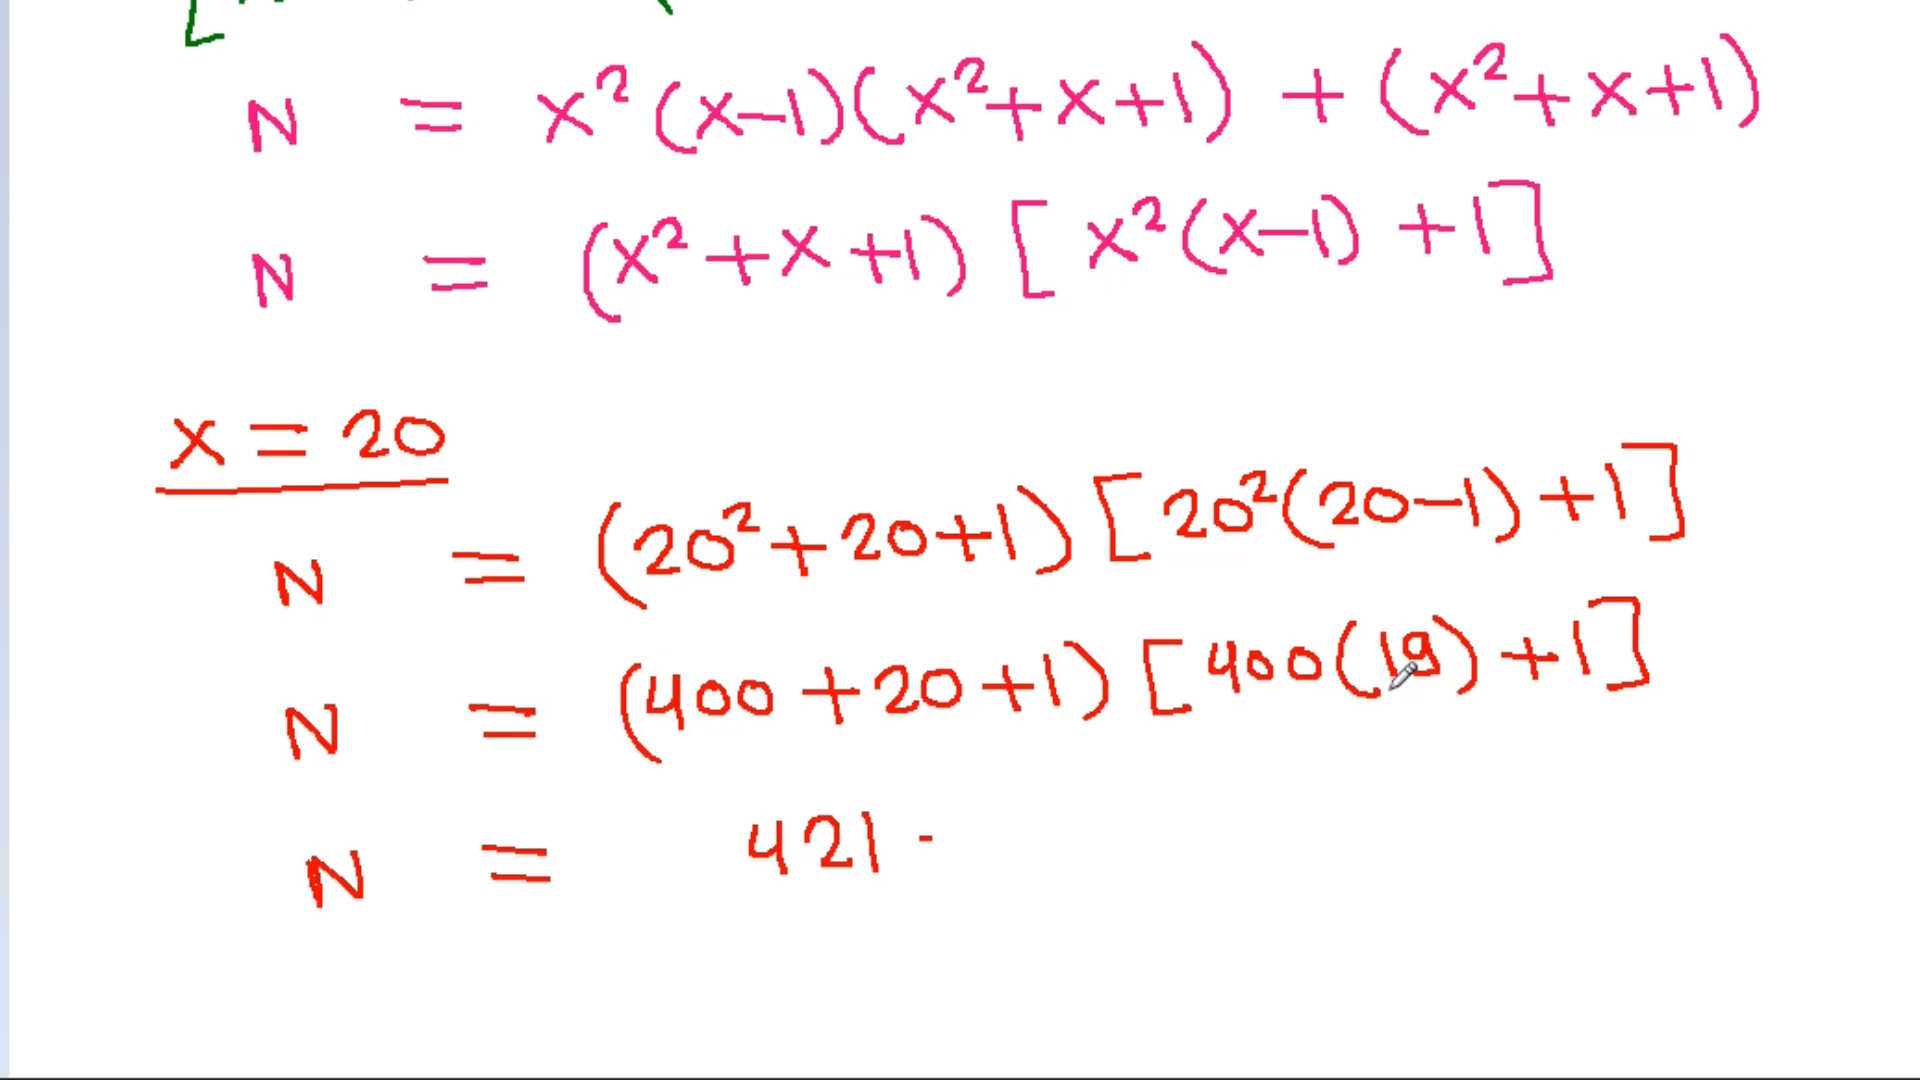 N = x²(x-1)(x²+x+1) + (x²+x+1)
N = (x²+x+1)[x²(x-1)+1]
x = 20
N = (20²+20+1)[20²(20-1)+1]
N = (400+20+1)[400(19)+1]
N = 421 -